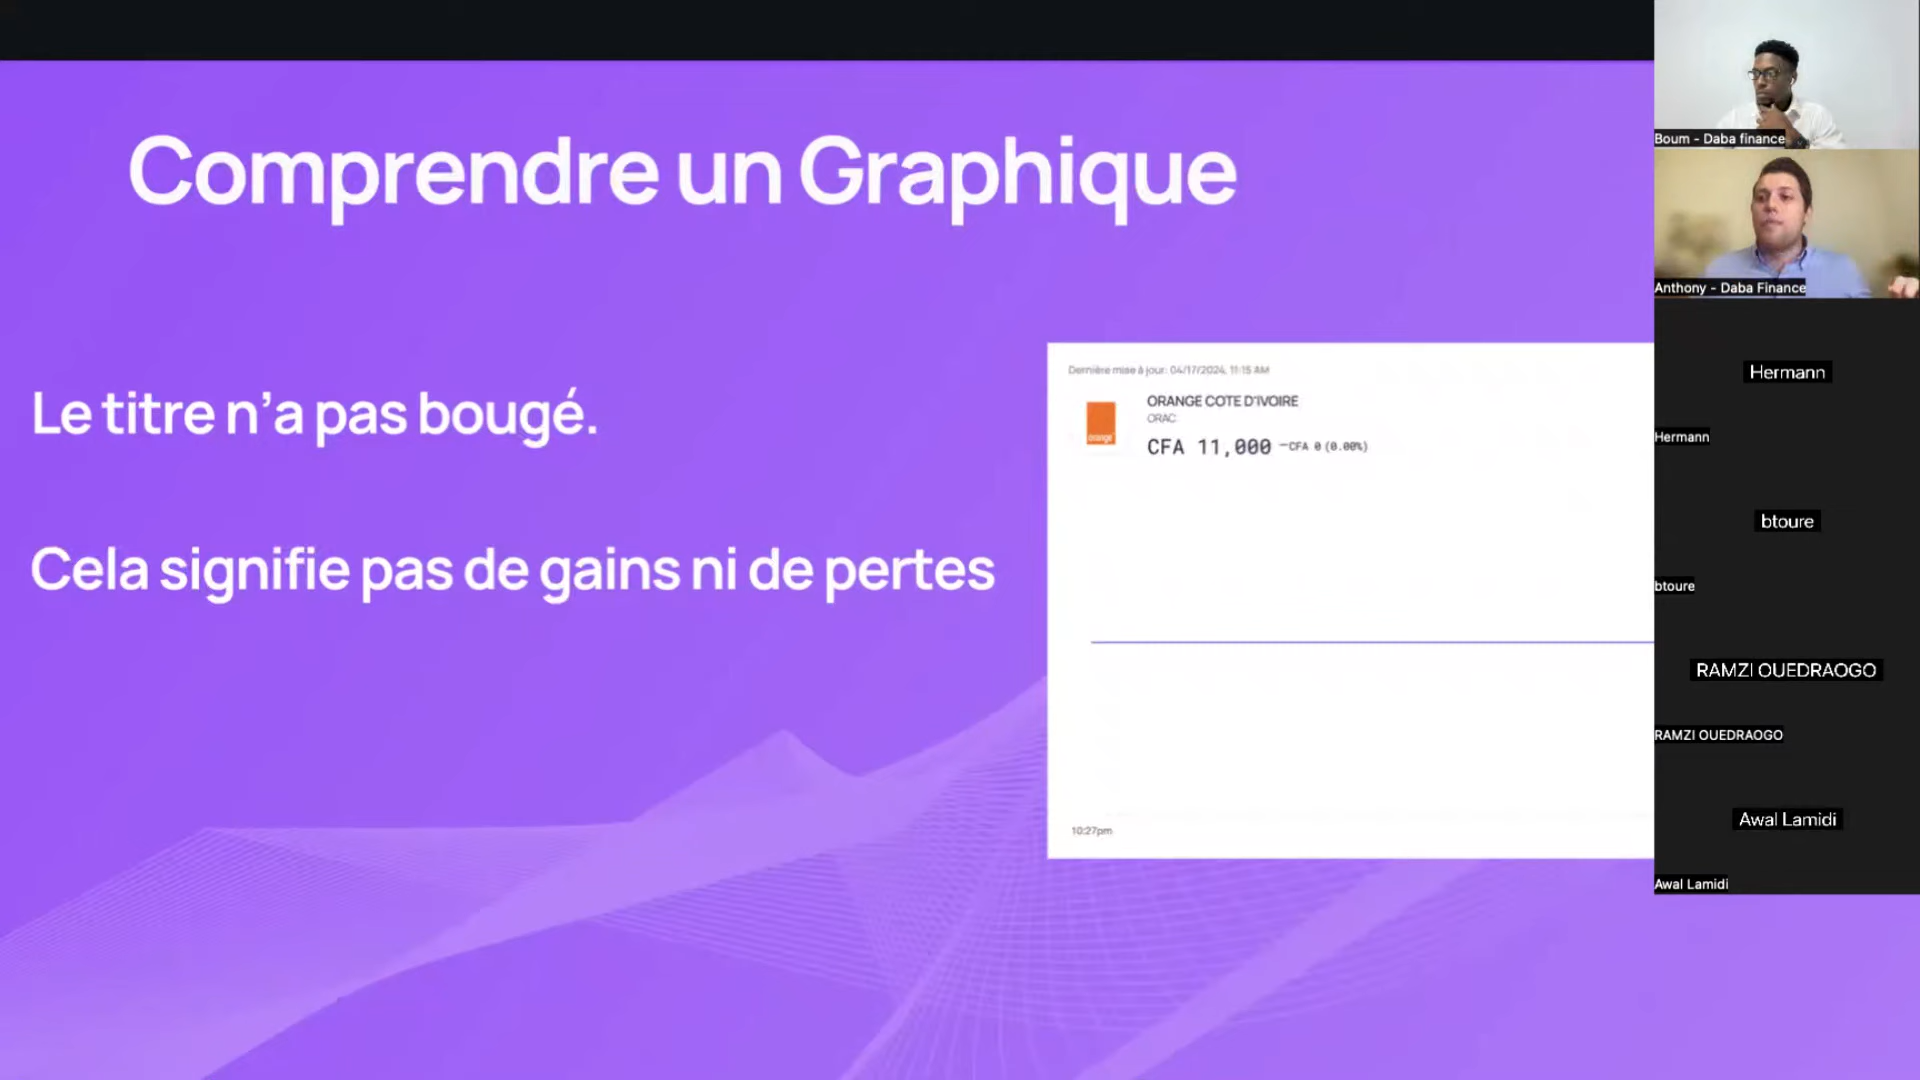 Comprendre un Graphique
Le titre n’a pas bougé.
Cela signifie pas de gains ni de pertes
Dernière mise à jour: 04/17/2024, 11:15 AM
orange
ORANGE COTE D'IVOIRE
ORAC
CFA 11,000 —CFA 0 (0.00%)
10:27pm
Boum - Daba finance
Anthony - Daba Finance
Hermann
Hermann
btoure
btoure
RAMZI OUEDRAOGO
RAMZI OUEDRAOGO
Awal Lamidi
Awal Lamidi